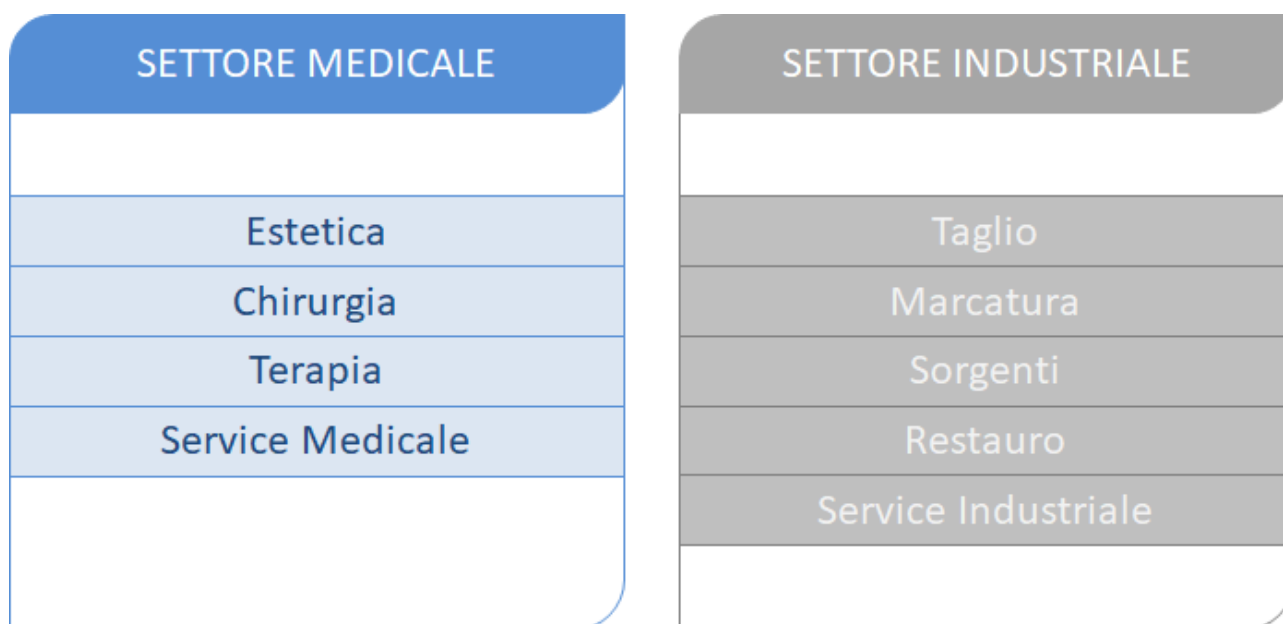 SETTORE MEDICALE
Estetica
Chirurgia
Terapia
Service Medicale
SETTORE INDUSTRIALE
Taglio
Marcatura
Sorgenti
Restauro
Service Industriale